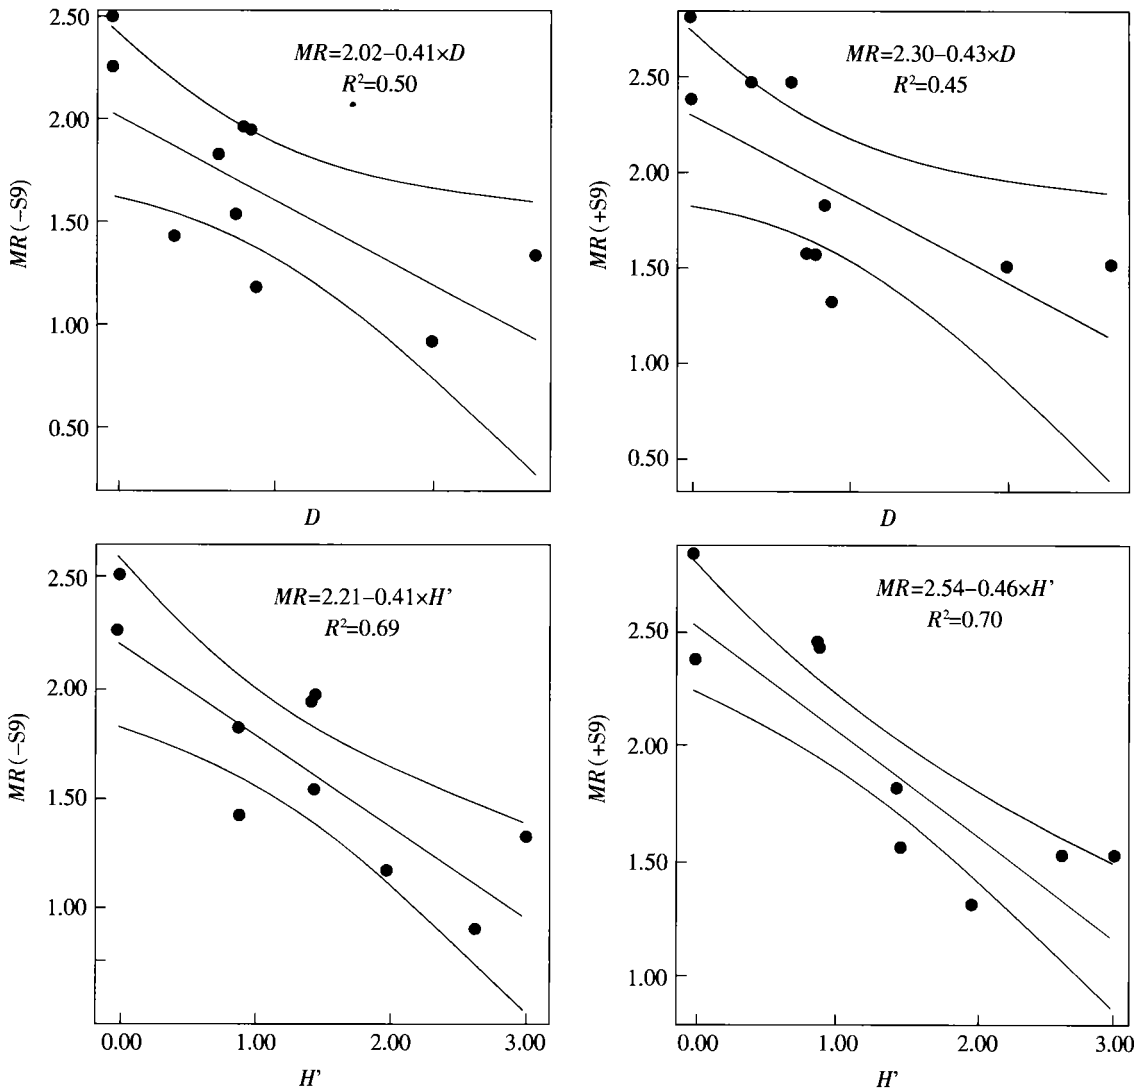 2.50
2.00
1.50
1.00
0.50
MR(−S9)
MR=2.02−0.41×D
R²=0.50
D
2.50
2.00
1.50
1.00
0.50
MR(+S9)
MR=2.30−0.43×D
R²=0.45
D
2.50
2.00
1.50
1.00
MR(−S9)
MR=2.21−0.41×H’
R²=0.69
0.00 1.00 2.00 3.00
H’
2.50
2.00
1.50
1.00
MR(+S9)
MR=2.54−0.46×H’
R²=0.70
0.00 1.00 2.00 3.00
H’